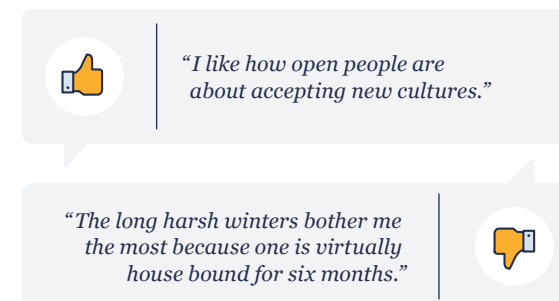 “I like how open people are
about accepting new cultures.”
“The long harsh winters bother me
the most because one is virtually
house bound for six months.”